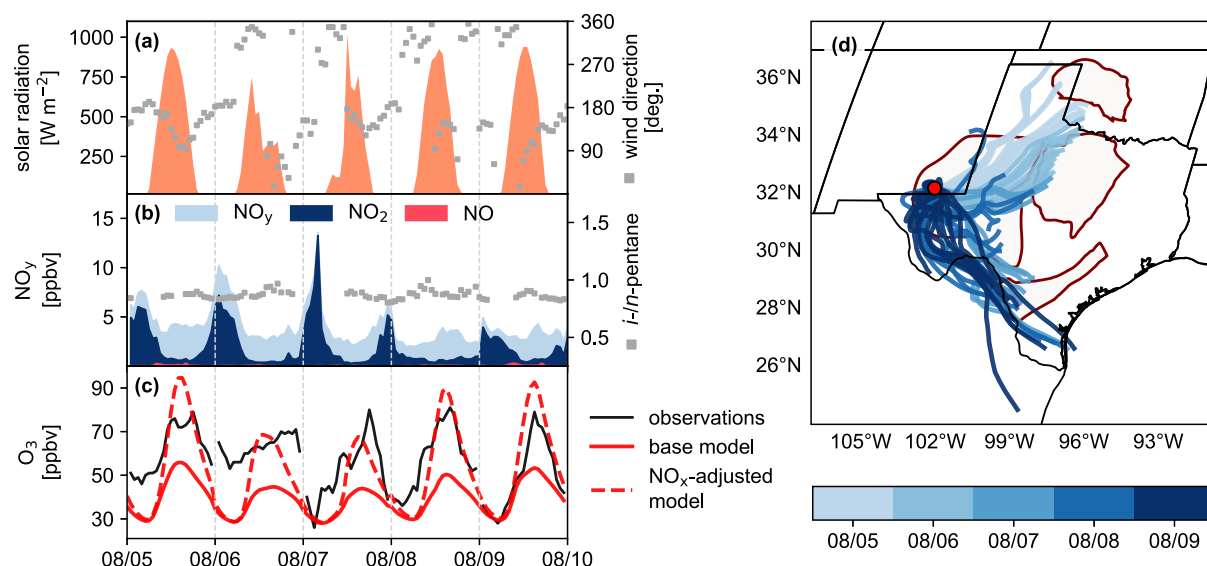 (a)
1000
750
500
250
solar radiation
[W m−2]
360
270
180
90
wind direction
[deg.]
(b)
NOy
NO2
NO
15
10
5
NOy
[ppbv]
1.5
1.0
0.5
i-/n-pentane
(c)
90
70
50
30
O3
[ppbv]
08/05
08/06
08/07
08/08
08/09
08/10
observations
base model
NOx-adjusted
model
(d)
36°N
34°N
32°N
30°N
28°N
26°N
105°W
102°W
99°W
96°W
93°W
08/05
08/06
08/07
08/08
08/09